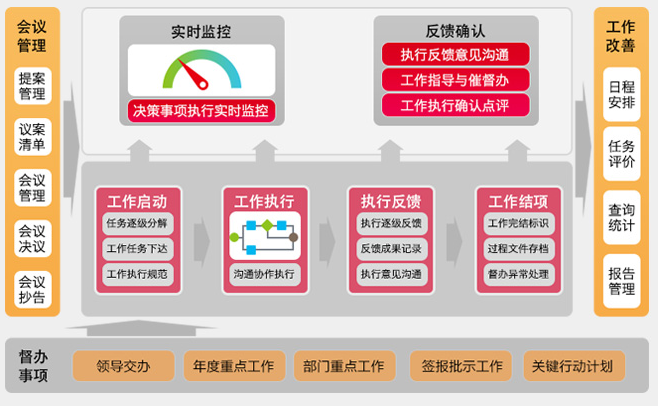 会议
管理
提案
管理
议案
清单
会议
管理
会议
决议
会议
抄告
实时监控
决策事项执行实时监控
反馈确认
执行反馈意见沟通
工作指导与催督办
工作执行确认点评
工作启动
任务逐级分解
工作任务下达
工作执行规范
工作执行
沟通协作执行
执行反馈
执行逐级反馈
反馈成果记录
执行意见沟通
工作结项
工作完结标识
过程文件存档
督办异常处理
工作
改善
日程
安排
任务
评价
查询
统计
报告
管理
督办
事项
领导交办
年度重点工作
部门重点工作
签报批示工作
关键行动计划